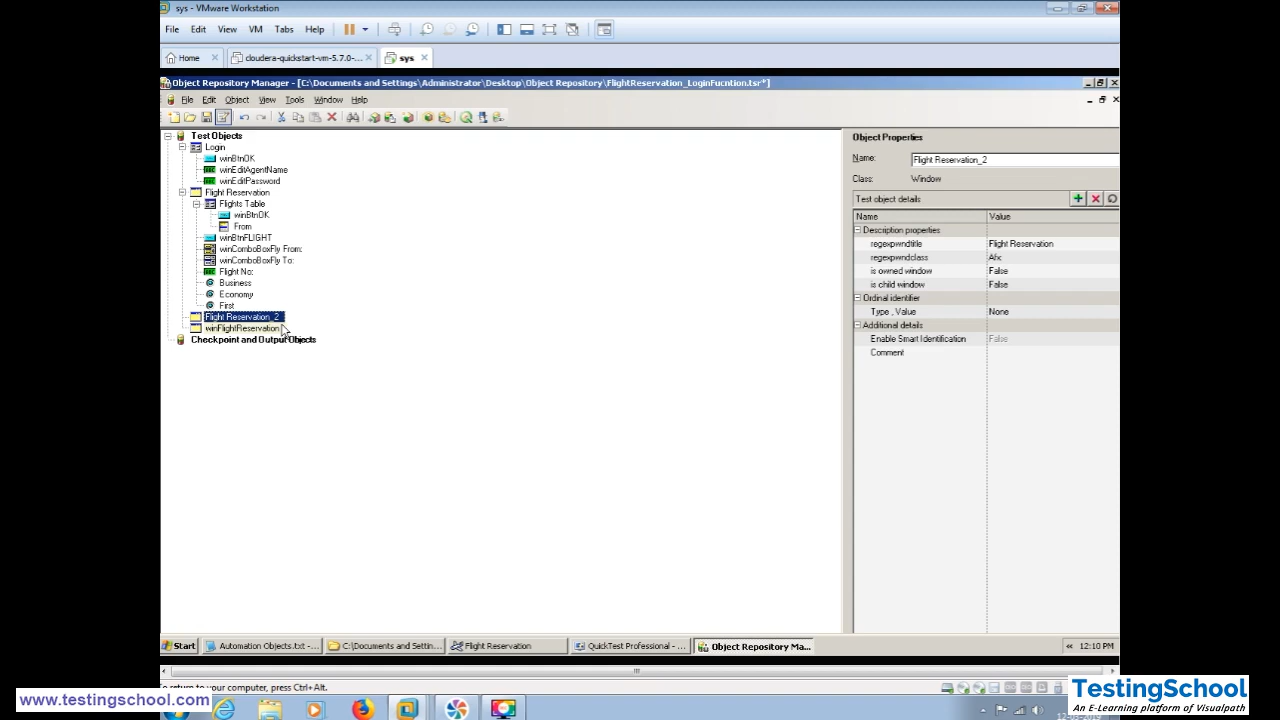 sys - VMware Workstation
File Edit View VM Tabs Help
Home cloudera-quickstart-vm-5.7.0-... sys
Object Repository Manager - [C:\Documents and Settings\Administrator\Desktop\Object Repository\FlightReservation_LoginFucntion.tsr*]
File Edit Object View Tools Window Help
Test Objects
Login
winBtnOK
winEditAgentName
winEditPassword
Flight Reservation
Flights Table
winBtnOK
From
winBtnFLIGHT
winComboBoxFly From:
winComboBoxFly To:
Flight No:
Business
Economy
First
Flight Reservation_2
winFlightReservation
Checkpoint and Output Objects
Object Properties
Name: Flight Reservation_2
Class: Window
Test object details
Name Value
Description properties
regexpwndtitle Flight Reservation
regexpwndclass Afx
is owned window False
is child window False
Ordinal identifier
Type , Value None
Additional details
Enable Smart Identification False
Comment
Start Automation Objects.txt -... C:\Documents and Settin... Flight Reservation QuickTest Professional - ... Object Repository Ma... 12:10 PM
To return to your computer, press Ctrl+Alt.
www.testingschool.com
TestingSchool
An E-Learning platform of Visualpath